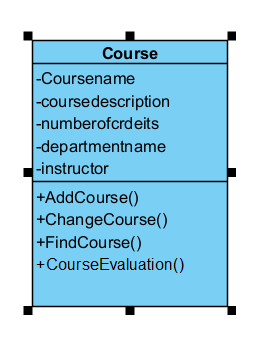 Course
-Coursename
-coursedescription
-numberofcrdeits
-departmentname
-instructor
+AddCourse()
+ChangeCourse()
+FindCourse()
+CourseEvaluation()